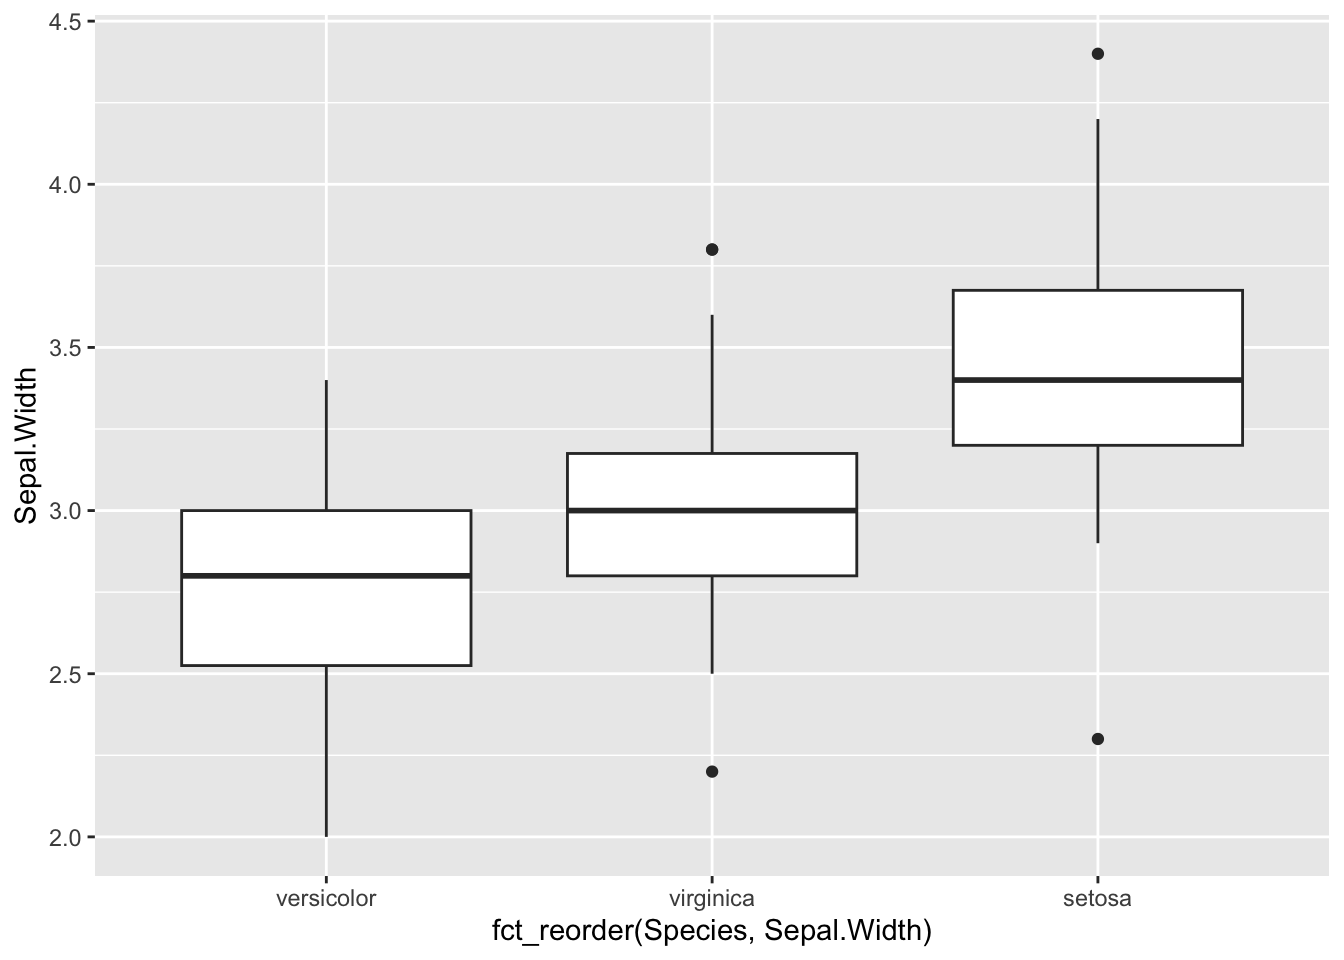 4.5
4.0
3.5
3.0
2.5
2.0
Sepal.Width
versicolor virginica setosa
fct_reorder(Species, Sepal.Width)